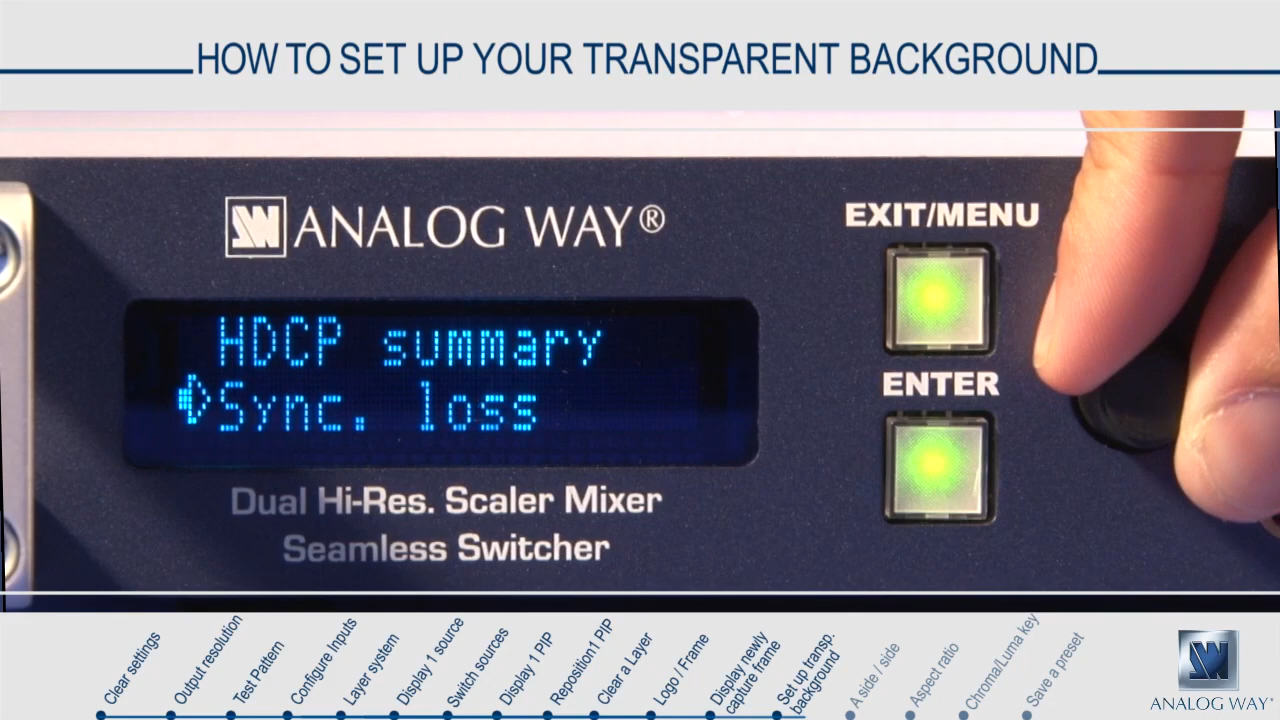 HOW TO SET UP YOUR TRANSPARENT BACKGROUND
ANALOG WAY®
EXIT/MENU
HDCP summary
Sync. loss
ENTER
Dual Hi-Res. Scaler Mixer
Seamless Switcher
Clear settings
Output resolution
Test Pattern
Configure Inputs
Layer system
Display 1 source
Switch sources
Display 1 PIP
Reposition1 PIP
Clear a Layer
Logo / Frame
Display newly
capture frame
Set up transp.
background
A side / side
Aspect ratio
Chroma/Luma key
Save a preset
ANALOG WAY®